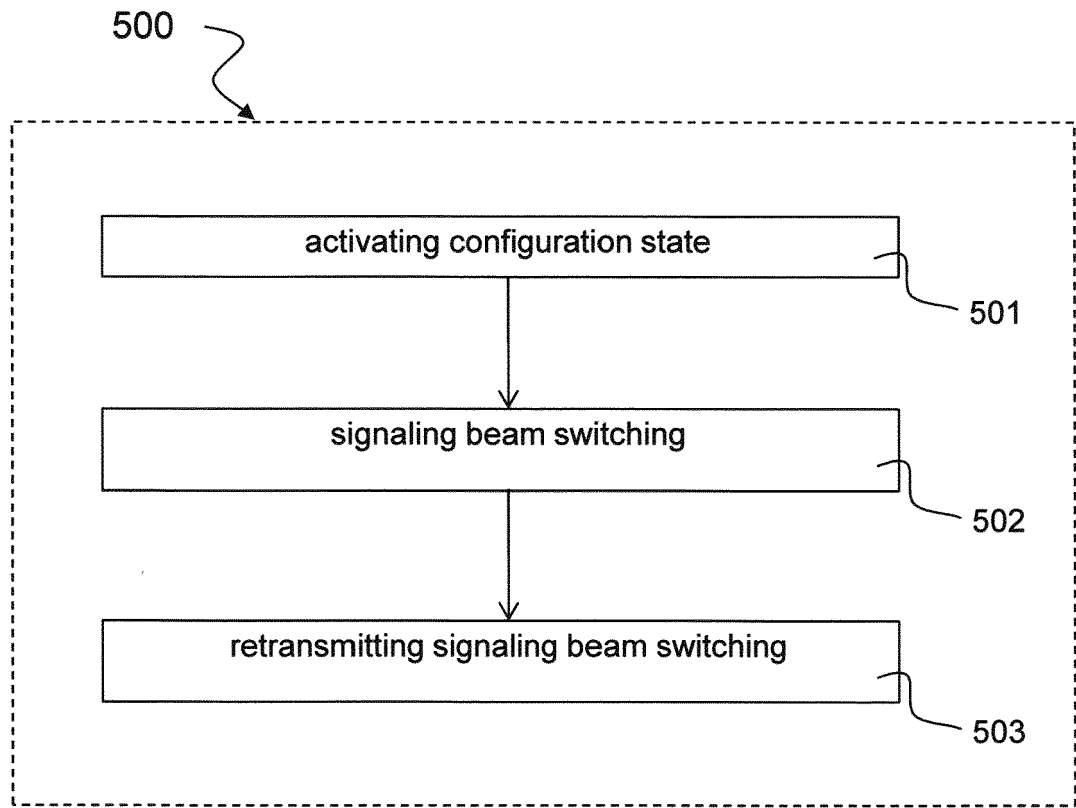 500
activating configuration state
501
signaling beam switching
502
retransmitting signaling beam switching
503